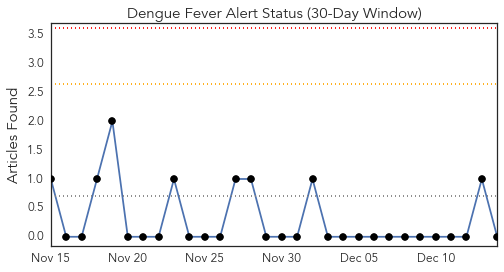 Dengue Fever Alert Status (30-Day Window)
Articles Found
3.5
3.0
2.5
2.0
1.5
1.0
0.5
0.0
Nov 15
Nov 20
Nov 25
Nov 30
Dec 05
Dec 10